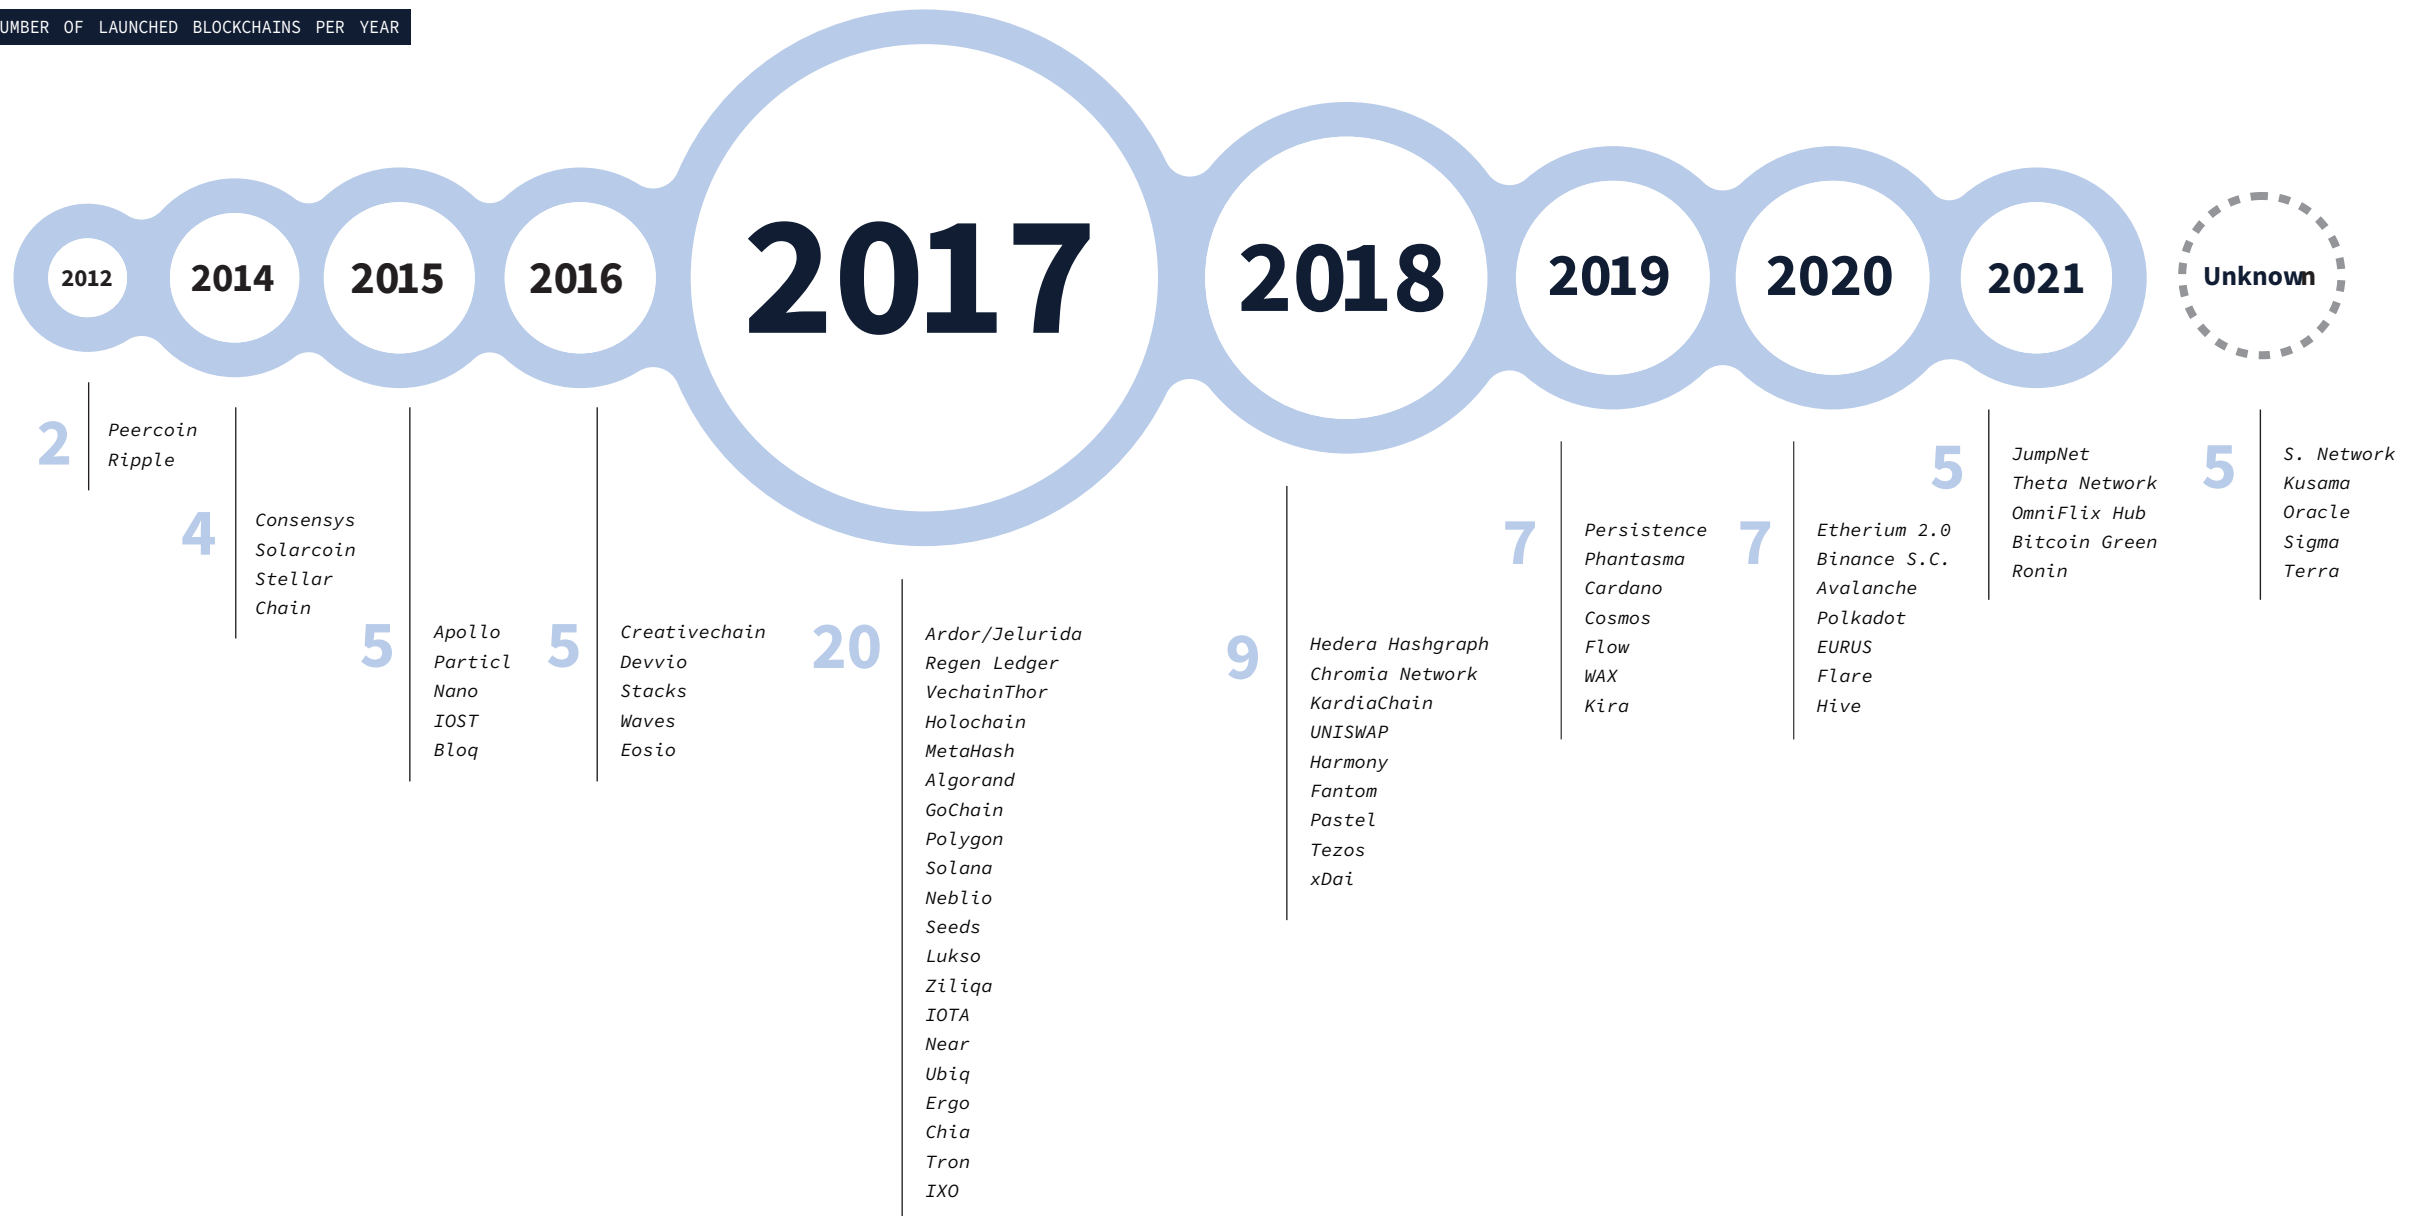 UMBER OF LAUNCHED BLOCKCHAINS PER YEAR
2012
2014
2015
2016
2017
2018
2019
2020
2021
Unknown
2
Peercoin
Ripple
4
Consensys
Solarcoin
Stellar
Chain
5
Apollo
Particl
Nano
IOST
Bloq
5
Creativechain
Devvio
Stacks
Waves
Eosio
20
Ardor/Jelurida
Regen Ledger
VechainThor
Holochain
MetaHash
Algorand
GoChain
Polygon
Solana
Neblio
Seeds
Lukso
Ziliqa
IOTA
Near
Ubiq
Ergo
Chia
Tron
IXO
9
Hedera Hashgraph
Chromia Network
KardiaChain
UNISWAP
Harmony
Fantom
Pastel
Tezos
xDai
7
Persistence
Phantasma
Cardano
Cosmos
Flow
WAX
Kira
7
Etherium 2.0
Binance S.C.
Avalanche
Polkadot
EURUS
Flare
Hive
5
JumpNet
Theta Network
OmniFlix Hub
Bitcoin Green
Ronin
5
S. Network
Kusama
Oracle
Sigma
Terra